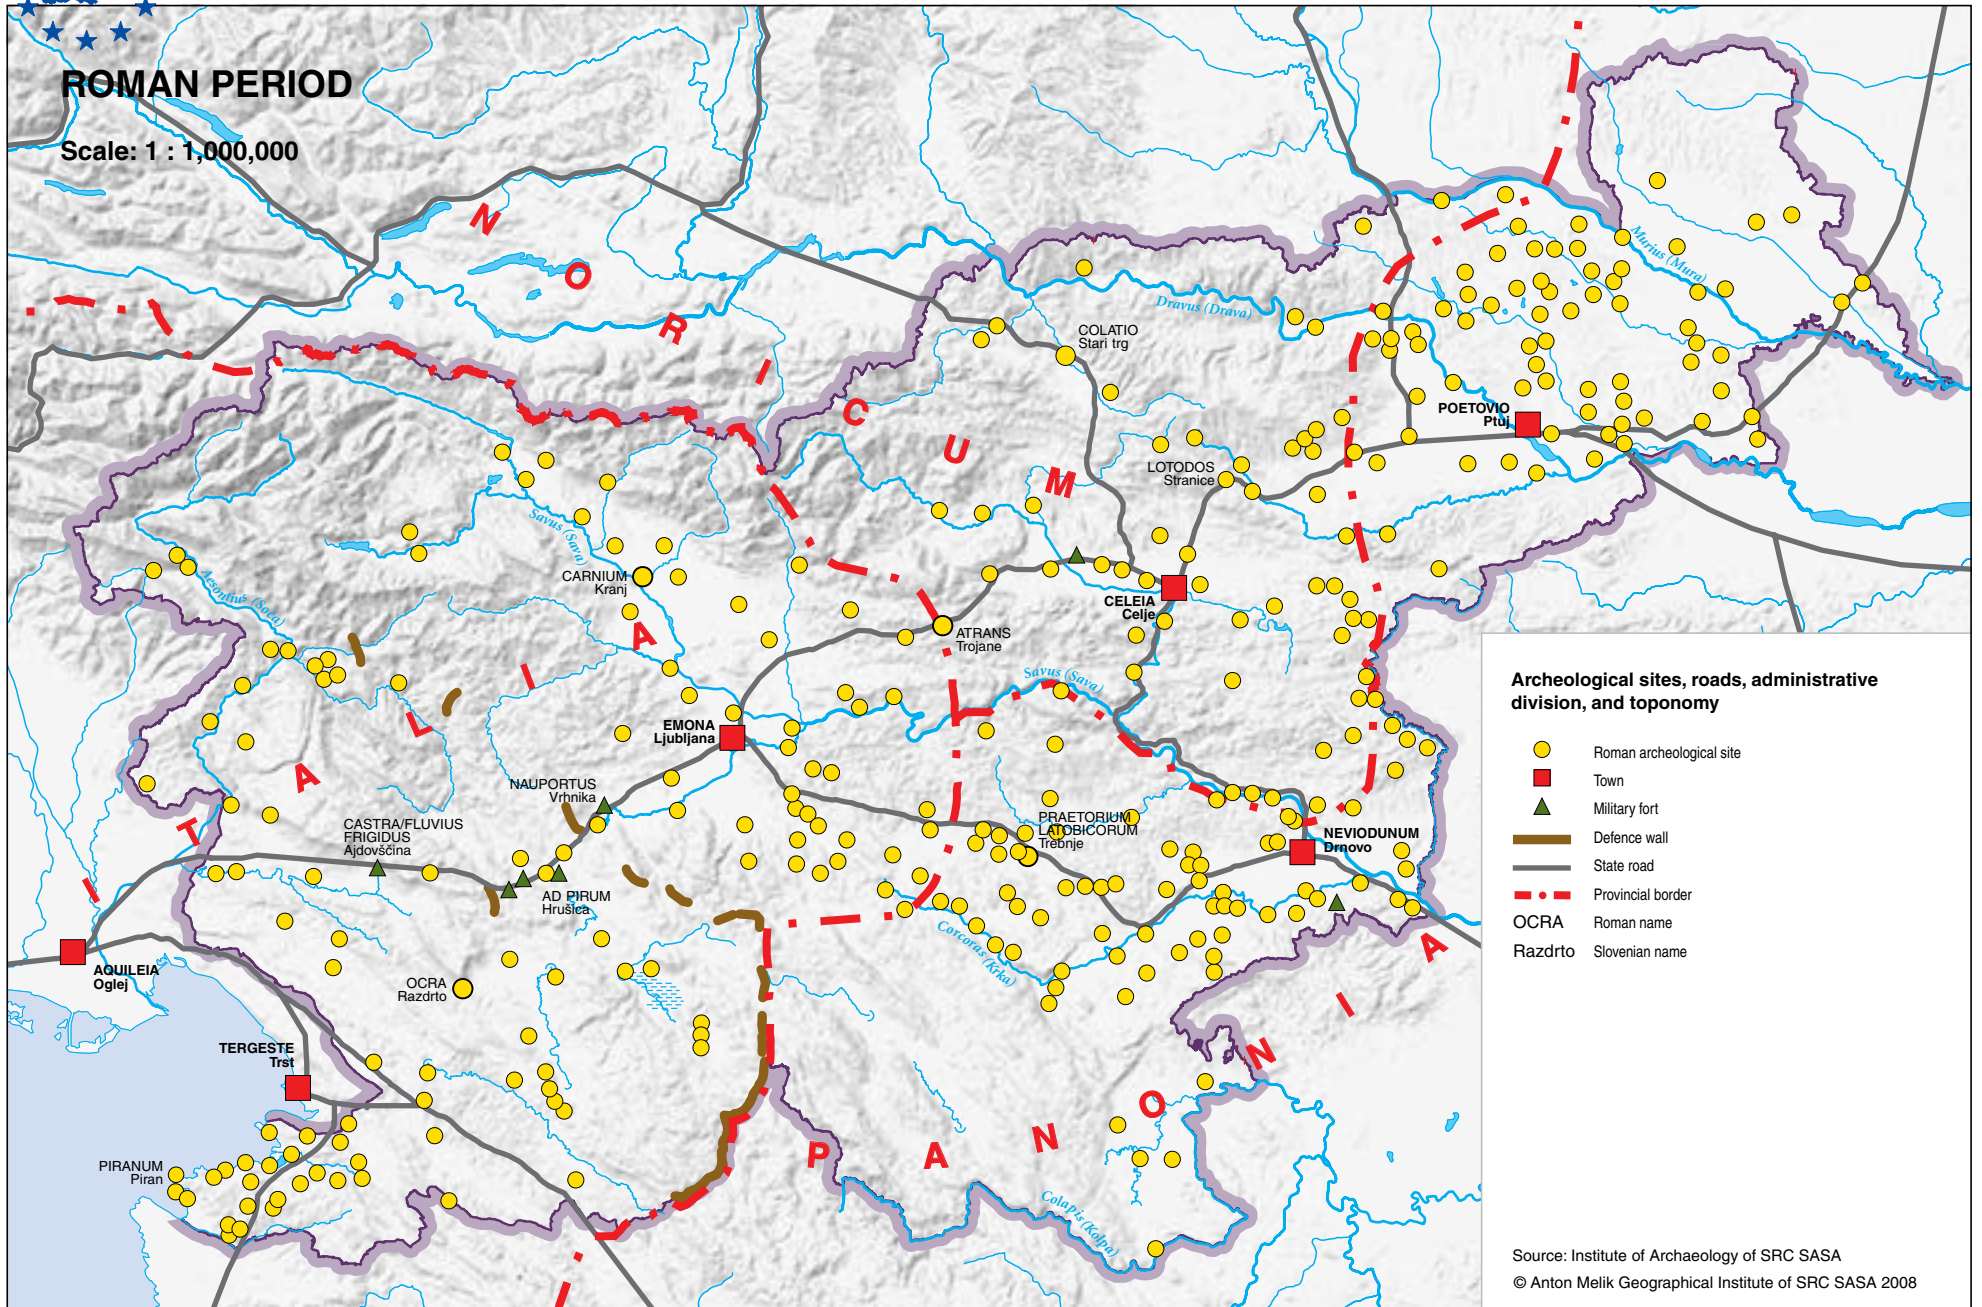 ROMAN PERIOD
Scale: 1 : 1,000,000
N O R C U M
I T A L A
P A N O N I A
Murius (Mura)
Dravus (Drava)
COLATIO
Stari trg
POETOVIO
Ptuj
LOTODOS
Stranice
Savus (Sava)
CARNIUM
Kranj
Aesontius (Soča)
CELEIA
Celje
ATRANS
Trojane
Savus (Sava)
EMONA
Ljubljana
NAUPORTUS
Vrhnika
CASTRA/FLUVIUS
FRIGIDUS
Ajdovščina
PRAETORIUM
LATOBICORUM
Trebnje
NEVIODUNUM
Drnovo
AD PIRUM
Hrušica
Corcoras (Krka)
AQUILEIA
Oglej
OCRA
Razdrto
TERGESTE
Trst
PIRANUM
Piran
Colapis (Kolpa)
Archeological sites, roads, administrative
division, and toponomy
Roman archeological site
Town
Military fort
Defence wall
State road
Provincial border
OCRA Roman name
Razdrto Slovenian name
Source: Institute of Archaeology of SRC SASA
© Anton Melik Geographical Institute of SRC SASA 2008